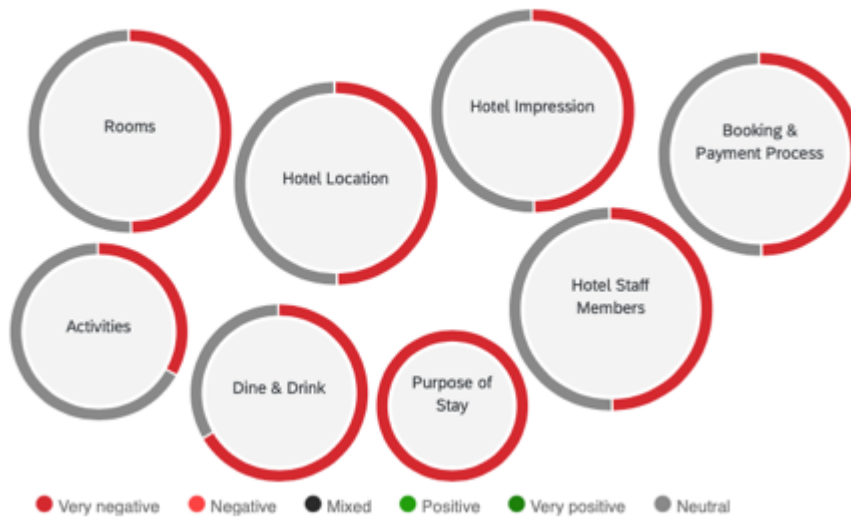 Rooms
Hotel Location
Hotel Impression
Booking &
Payment Process
Activities
Dine & Drink
Purpose of
Stay
Hotel Staff
Members
Very negative
Negative
Mixed
Positive
Very positive
Neutral